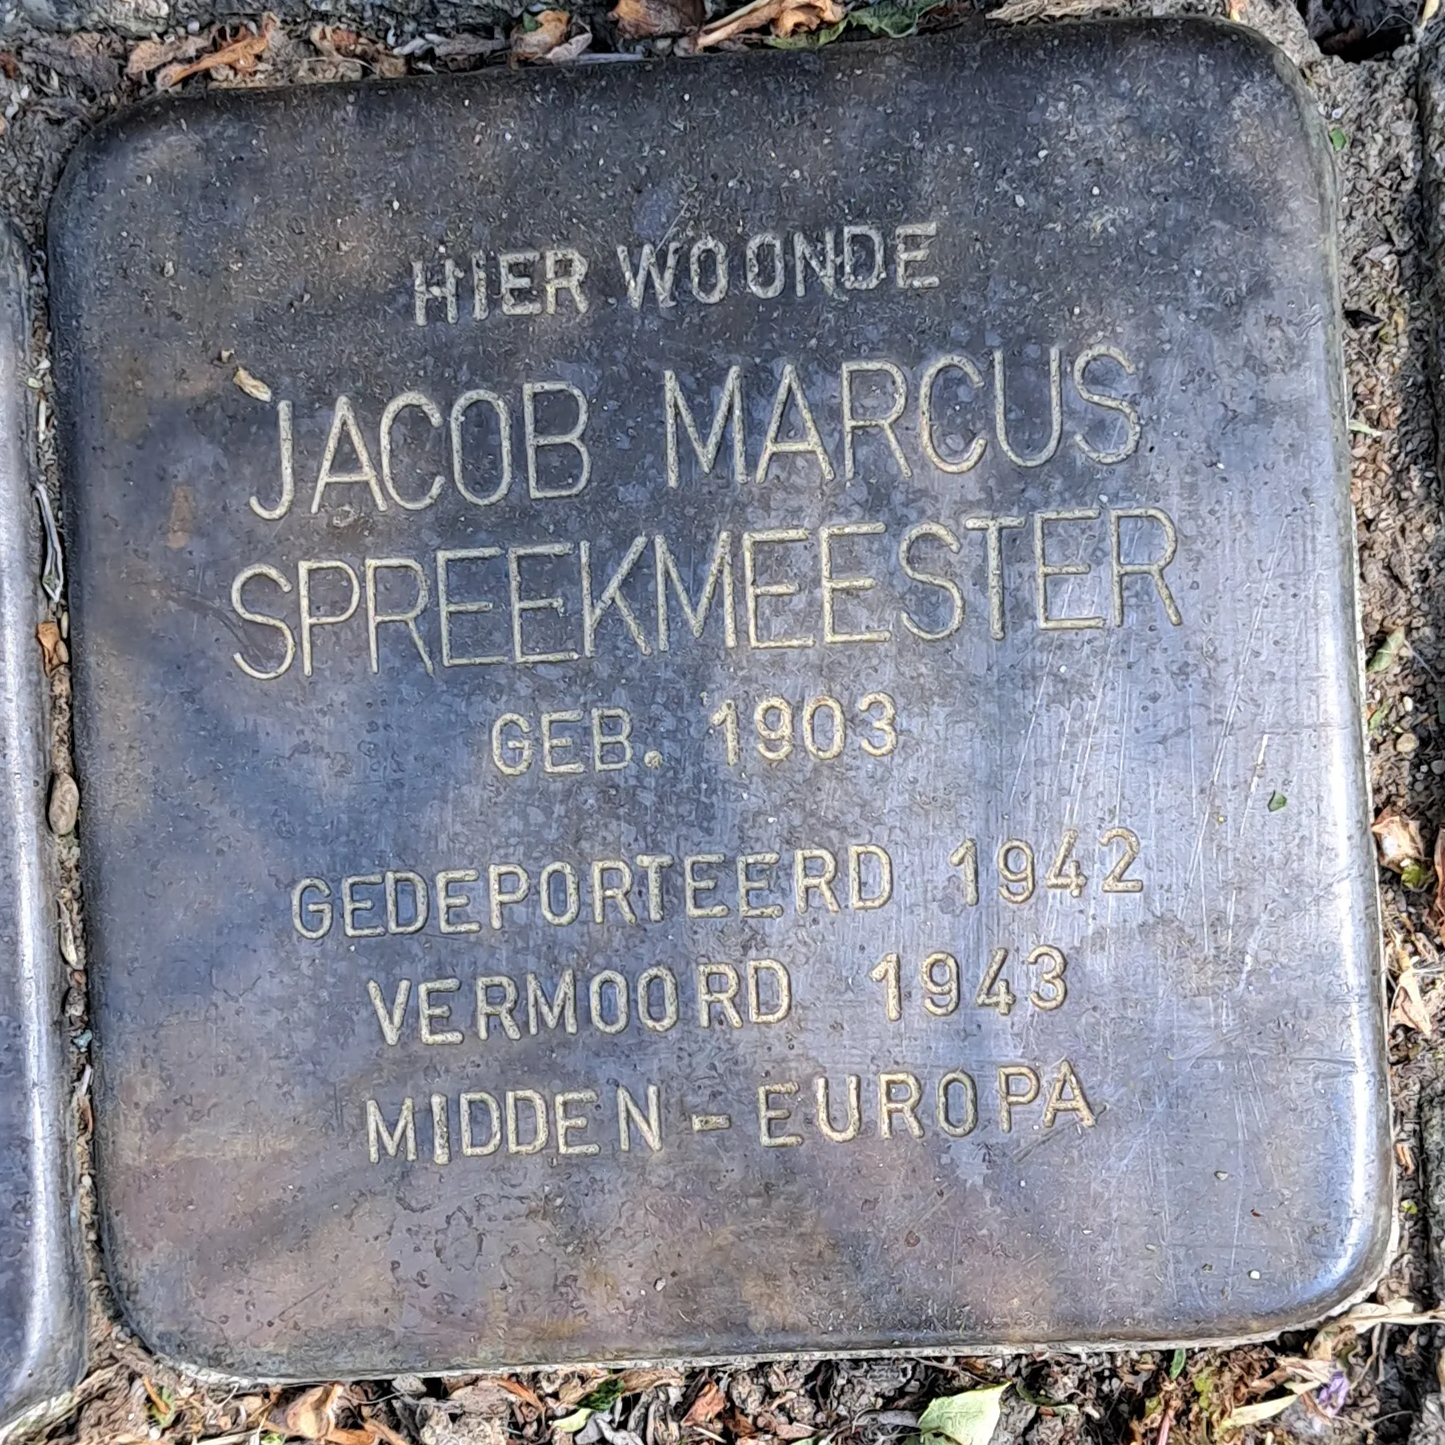 HIER WOONDE
JACOB MARCUS
SPREEKMEESTER
GEB. 1903
GEDEPORTEERD 1942
VERMOORD 1943
MIDDEN-EUROPA